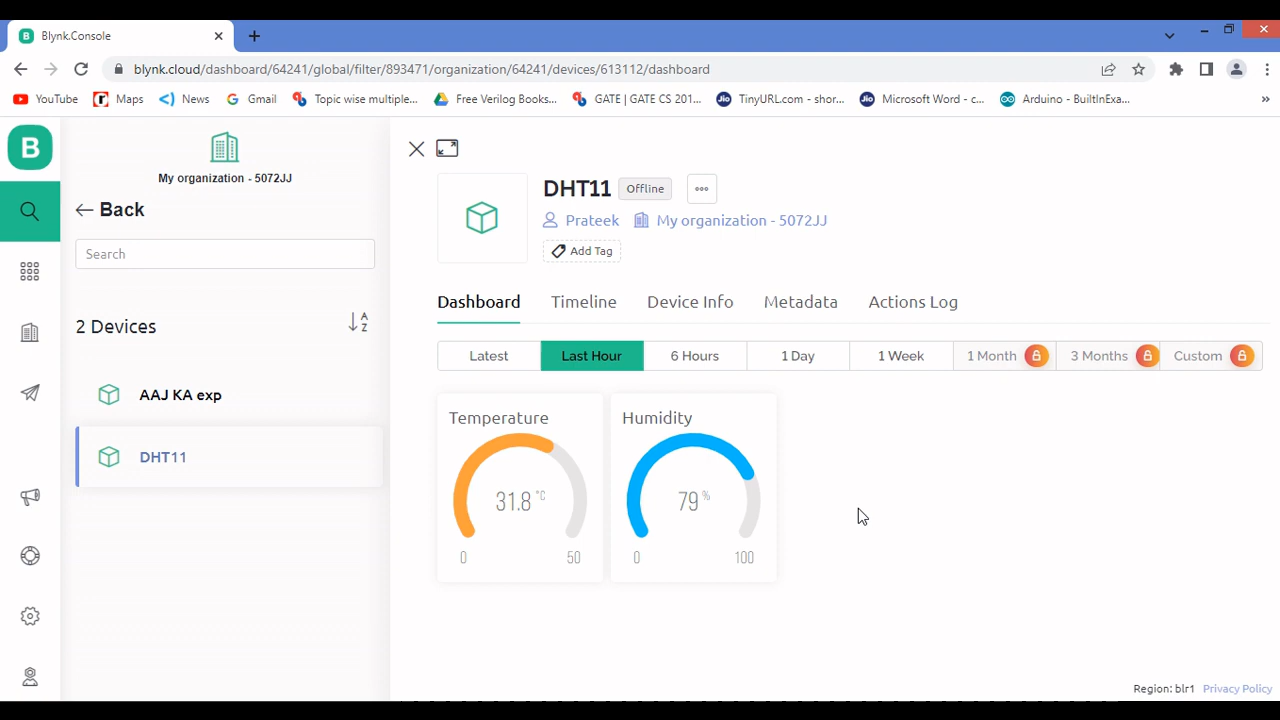 B Blynk.Console
blynk.cloud/dashboard/64241/global/filter/893471/organization/64241/devices/613112/dashboard
YouTube Maps News Gmail Topic wise multiple... Free Verilog Books... GATE | GATE CS 201... Jio TinyURL.com - shor... Jio Microsoft Word - c... Arduino - BuiltInExa... »
B
My organization - 5072JJ
Back
Search
2 Devices
A
Z
AAJ KA exp
DHT11
DHT11 Offline
Prateek My organization - 5072JJ
Add Tag
Dashboard Timeline Device Info Metadata Actions Log
Latest Last Hour 6 Hours 1 Day 1 Week 1 Month 3 Months Custom
Temperature Humidity
31.8 °C 79 %
0 50 0 100
Region: blr1 Privacy Policy